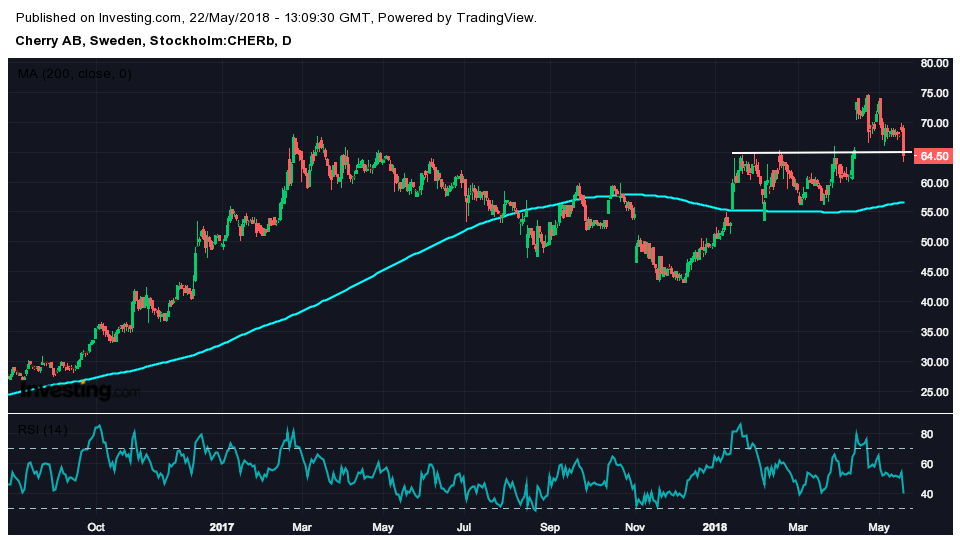 Published on Investing.com, 22/May/2018 - 13:09:30 GMT, Powered by TradingView.
Cherry AB, Sweden, Stockholm:CHERb, D
MA (200, close, 0)
80.00
75.00
70.00
64.50
60.00
55.00
50.00
45.00
40.00
35.00
30.00
25.00
Investing.com
RSI (14)
80
60
40
Oct 2017 Mar May Jul Sep Nov 2018 Mar May